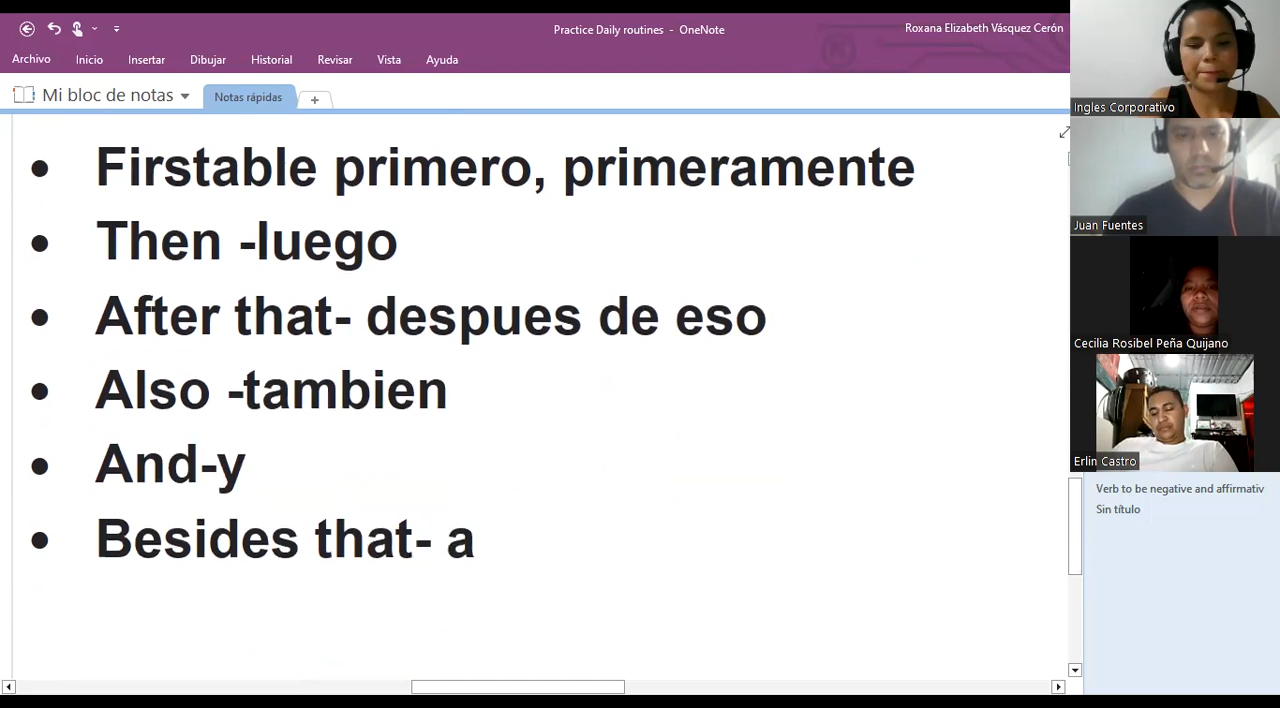 Practice Daily routines - OneNote
Roxana Elizabeth Vásquez Cerón
Archivo Inicio Insertar Dibujar Historial Revisar Vista Ayuda
Mi bloc de notas Notas rápidas +
• Firstable primero, primeramente
• Then -luego
• After that- despues de eso
• Also -tambien
• And-y
• Besides that- a
Ingles Corporativo
Juan Fuentes
Cecilia Rosibel Peña Quijano
Erlin Castro
Verb to be negative and affirmativ
Sin título